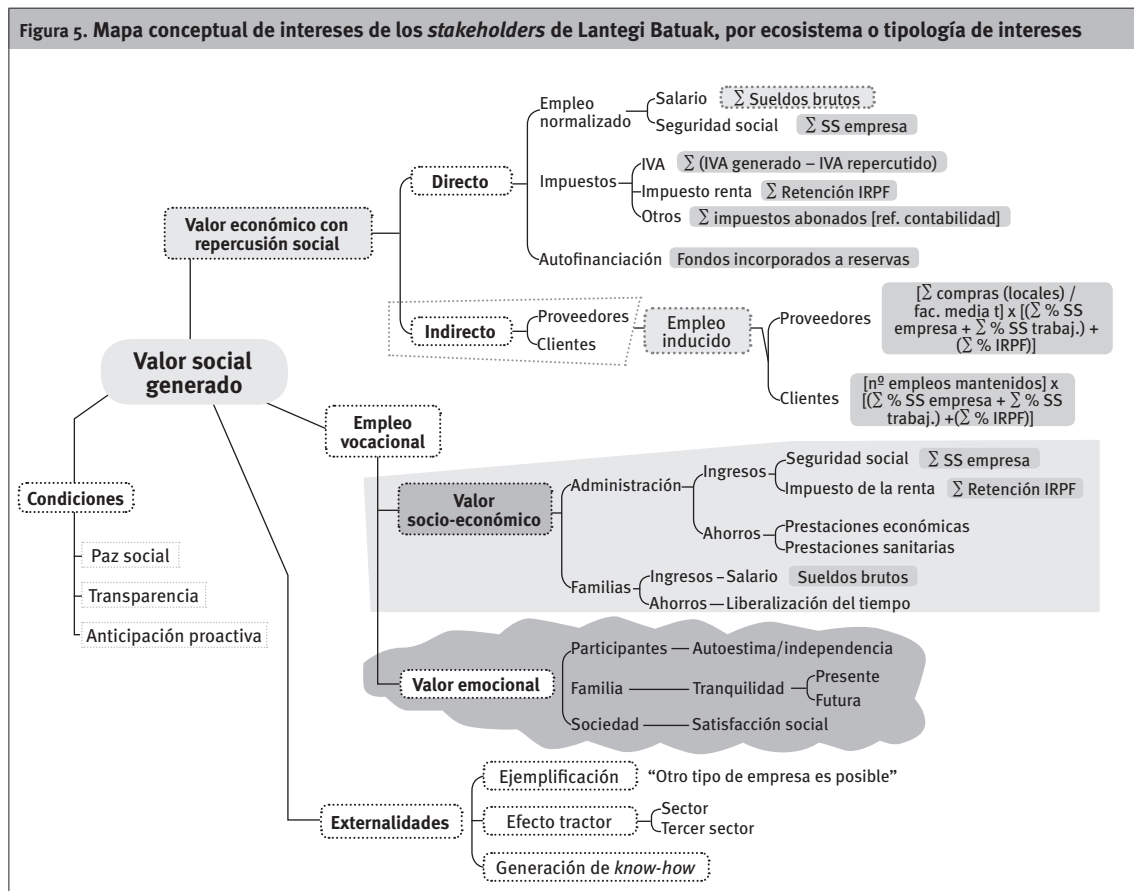 Figura 5. Mapa conceptual de intereses de los stakeholders de Lantegi Batuak, por ecosistema o tipología de intereses
Valor social
generado
Valor económico con
repercusión social
Directo
Empleo
normalizado
Salario
∑ Sueldos brutos
Seguridad social
∑ SS empresa
Impuestos
IVA
∑ (IVA generado – IVA repercutido)
Impuesto renta
∑ Retención IRPF
Otros
∑ impuestos abonados [ref. contabilidad]
Autofinanciación
Fondos incorporados a reservas
Indirecto
Proveedores
Clientes
Empleo
inducido
Proveedores
[∑ compras (locales) /
fac. media t] x [(∑ % SS
empresa + ∑ % SS trabaj.) +
(∑ % IRPF)]
Clientes
[nº empleos mantenidos] x
[(∑ % SS empresa + ∑ % SS
trabaj.) +(∑ % IRPF)]
Empleo
vocacional
Valor
socio-económico
Administración
Ingresos
Seguridad social
∑ SS empresa
Impuesto de la renta
∑ Retención IRPF
Ahorros
Prestaciones económicas
Prestaciones sanitarias
Familias
Ingresos – Salario
Sueldos brutos
Ahorros — Liberalización del tiempo
Valor emocional
Participantes — Autoestima/independencia
Familia — Tranquilidad
Presente
Futura
Sociedad — Satisfacción social
Condiciones
Paz social
Transparencia
Anticipación proactiva
Externalidades
Ejemplificación
“Otro tipo de empresa es posible”
Efecto tractor
Sector
Tercer sector
Generación de know-how